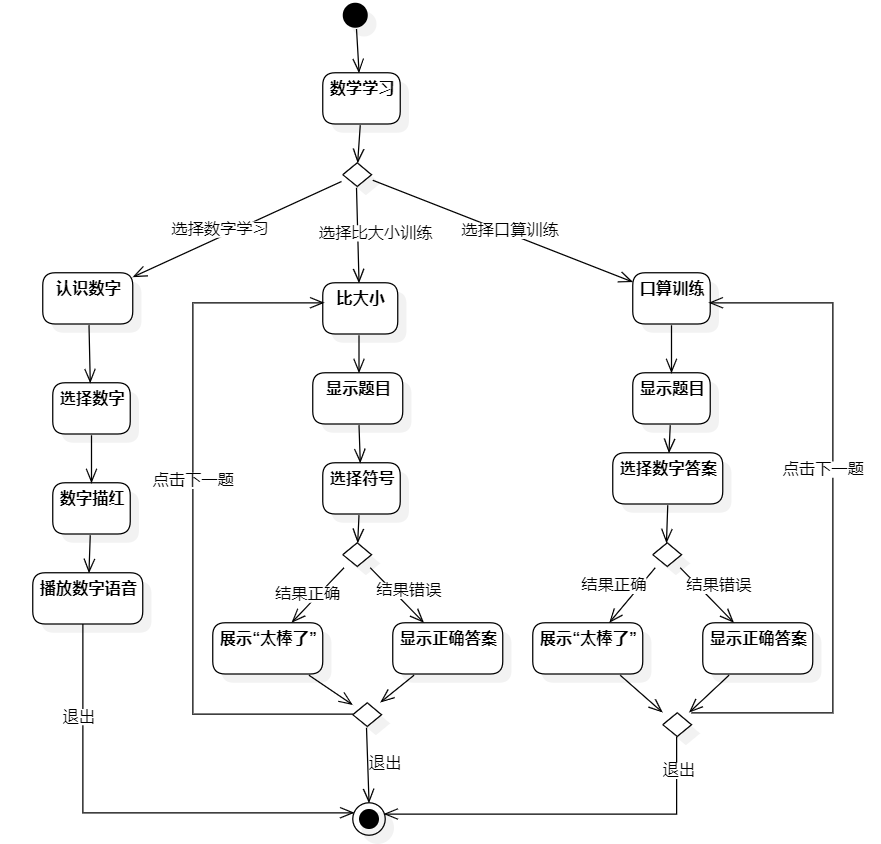 数学学习
选择数字学习
选择比大小训练
选择口算训练
认识数字
比大小
口算训练
选择数字
显示题目
显示题目
数字描红
选择符号
选择数字答案
点击下一题
点击下一题
播放数字语音
结果正确
结果错误
结果正确
结果错误
展示“太棒了”
显示正确答案
展示“太棒了”
显示正确答案
退出
退出
退出